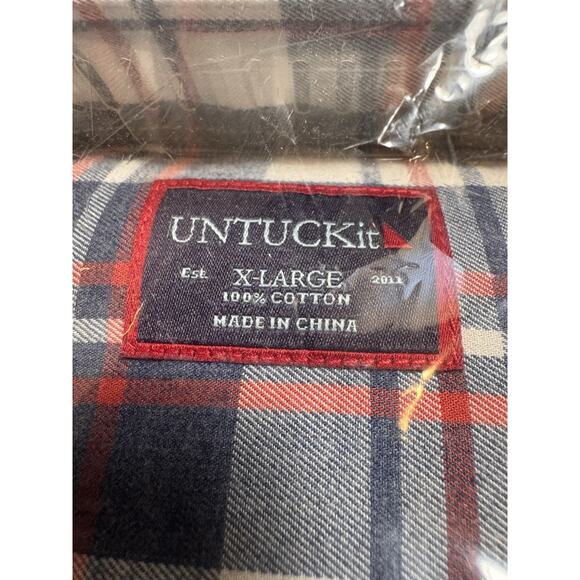 UNTUCKit
Est. X-LARGE 2011
100% COTTON
MADE IN CHINA